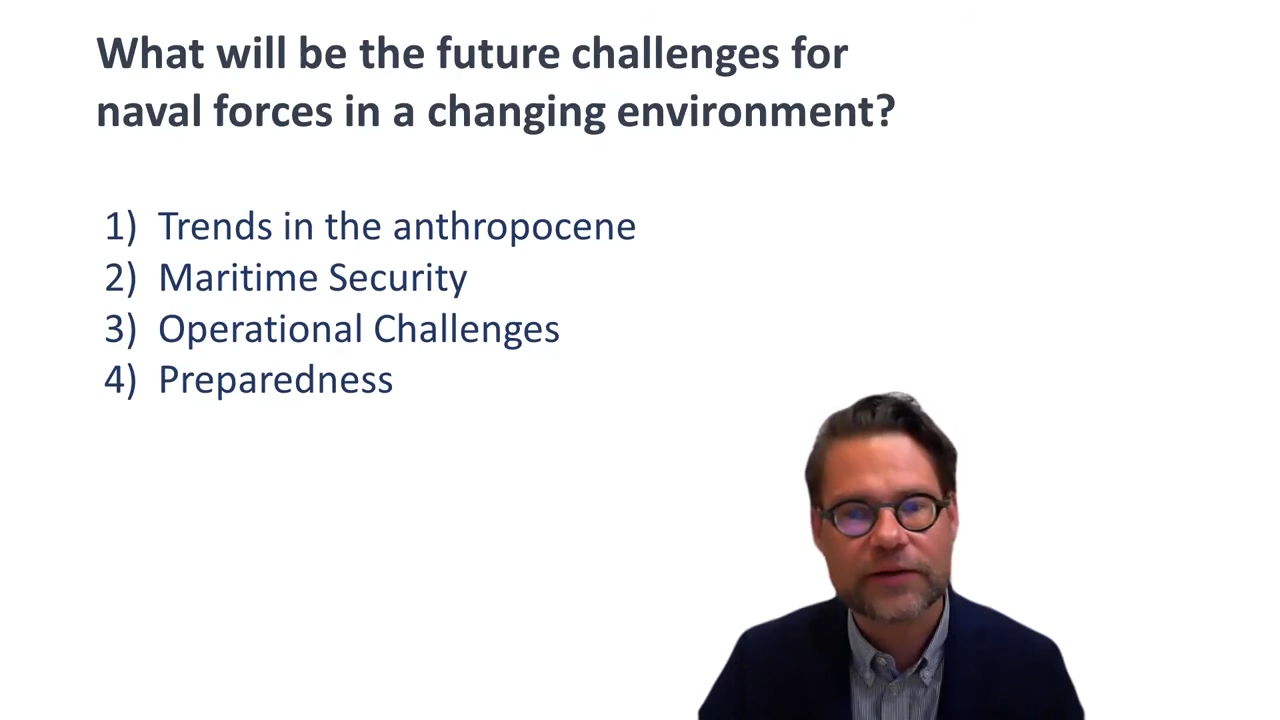 What will be the future challenges for
naval forces in a changing environment?
1) Trends in the anthropocene
2) Maritime Security
3) Operational Challenges
4) Preparedness